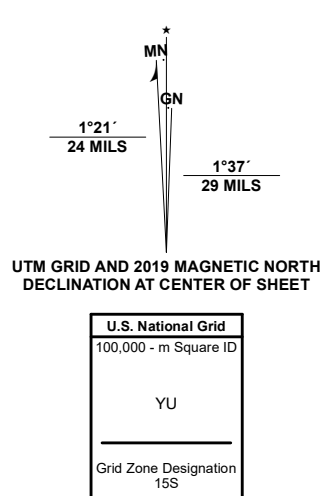 MN
GN
1°21´
24 MILS
1°37´
29 MILS
UTM GRID AND 2019 MAGNETIC NORTH
DECLINATION AT CENTER OF SHEET
U.S. National Grid
100,000 - m Square ID
YU
Grid Zone Designation
15S